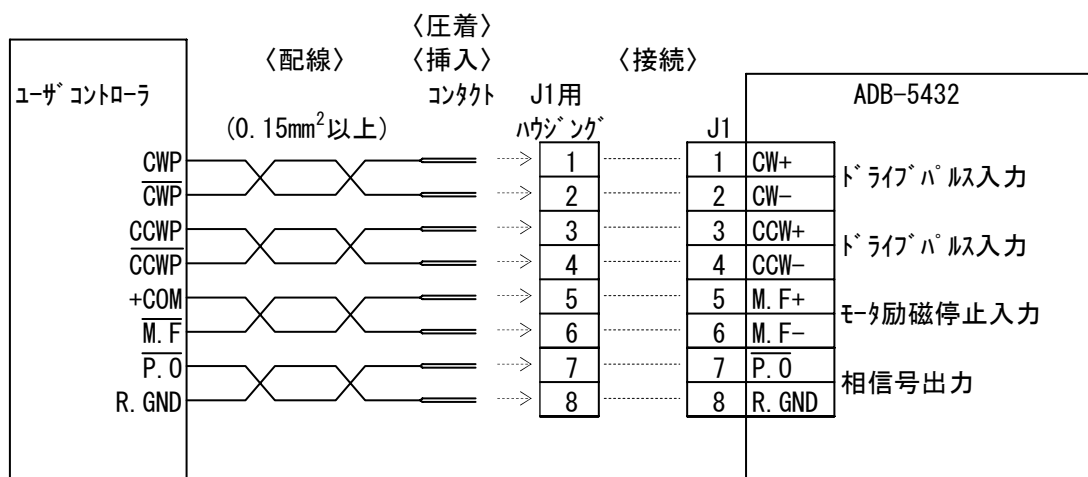 〈圧着〉
〈配線〉 〈挿入〉 〈接続〉
ﾕｰｻﾞｺﾝﾄﾛｰﾗ ｺﾝﾀｸﾄ J1用 ADB-5432
(0.15mm²以上) ﾊｳｼﾞﾝｸﾞ J1
CWP 1 1 CW+
ﾄﾞﾗｲﾌﾞﾊﾟﾙｽ入力
C̅W̅P̅ 2 2 CW-
CCWP 3 3 CCW+
ﾄﾞﾗｲﾌﾞﾊﾟﾙｽ入力
C̅C̅W̅P̅ 4 4 CCW-
+COM 5 5 M.F+
ﾓｰﾀ励磁停止入力
M̅.̅F̅ 6 6 M.F-
P̅.̅O̅ 7 7 P̅.̅O̅
相信号出力
R.GND 8 8 R.GND